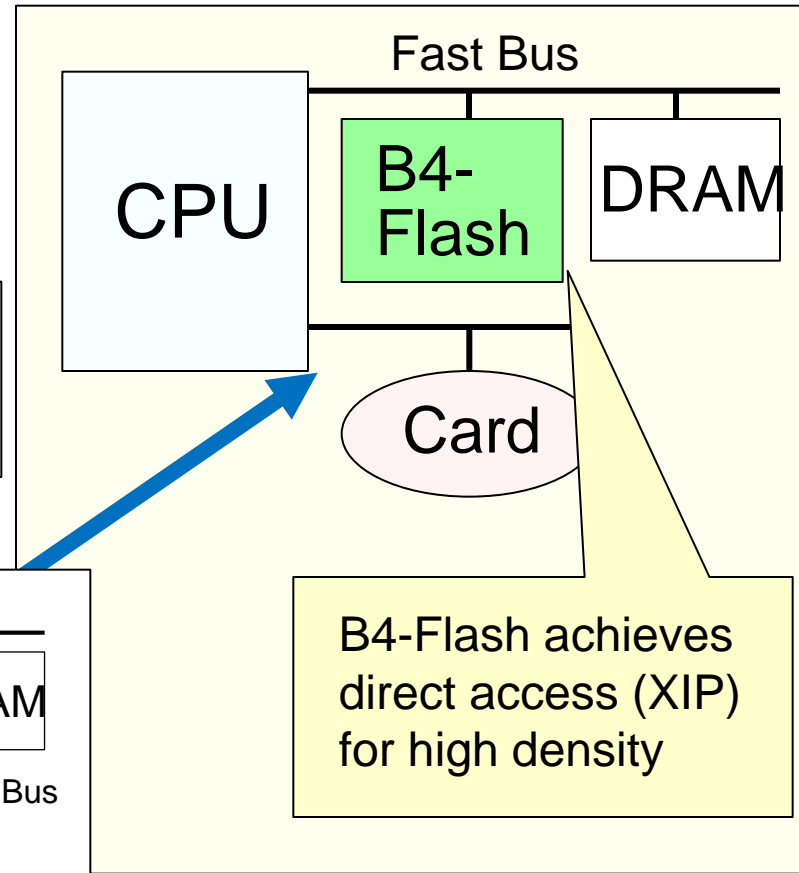 Fast Bus
CPU
B4-
Flash
DRAM
Card
B4-Flash achieves
direct access (XIP)
for high density
AM
Bus